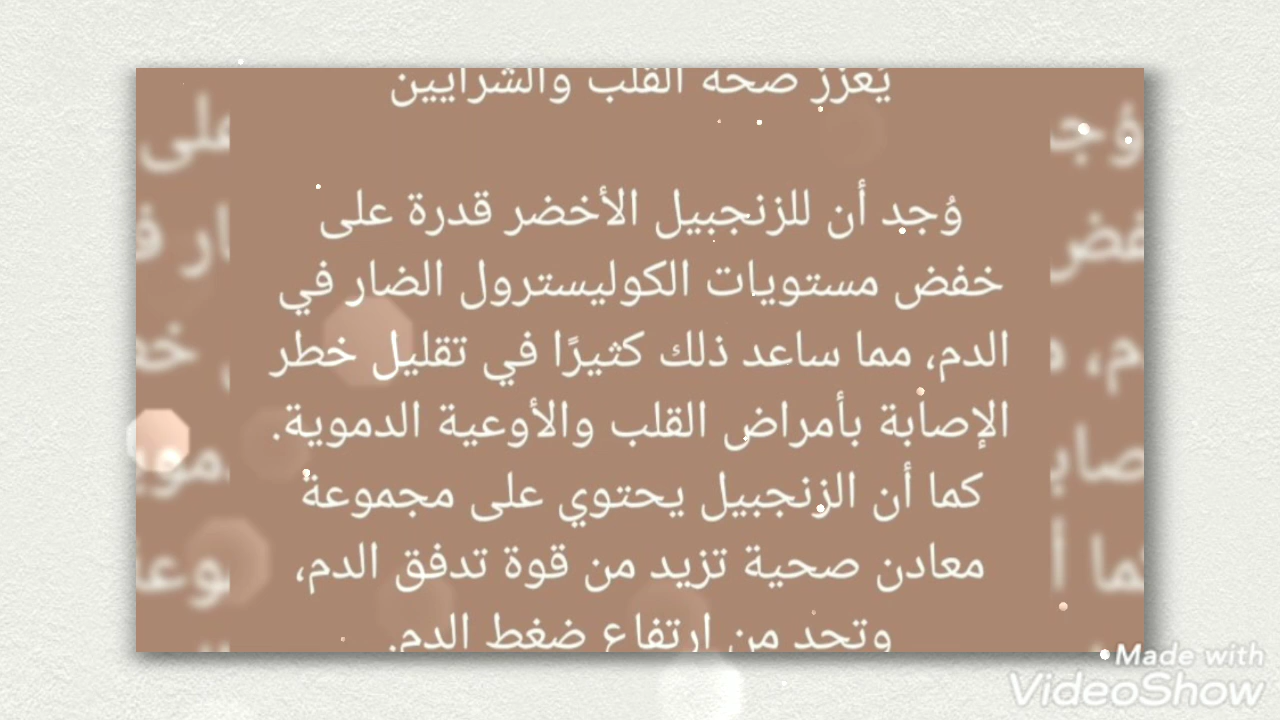 يُعزز صحة القلب والشرايين
وُجد أن للزنجبيل الأخضر قدرة على
خفض مستويات الكوليسترول الضار في
الدم، مما ساعد ذلك كثيرًا في تقليل خطر
الإصابة بأمراض القلب والأوعية الدموية.
كما أن الزنجبيل يحتوي على مجموعة
معادن صحية تزيد من قوة تدفق الدم،
وتحد من ارتفاع ضغط الدم.
Made with
VideoShow